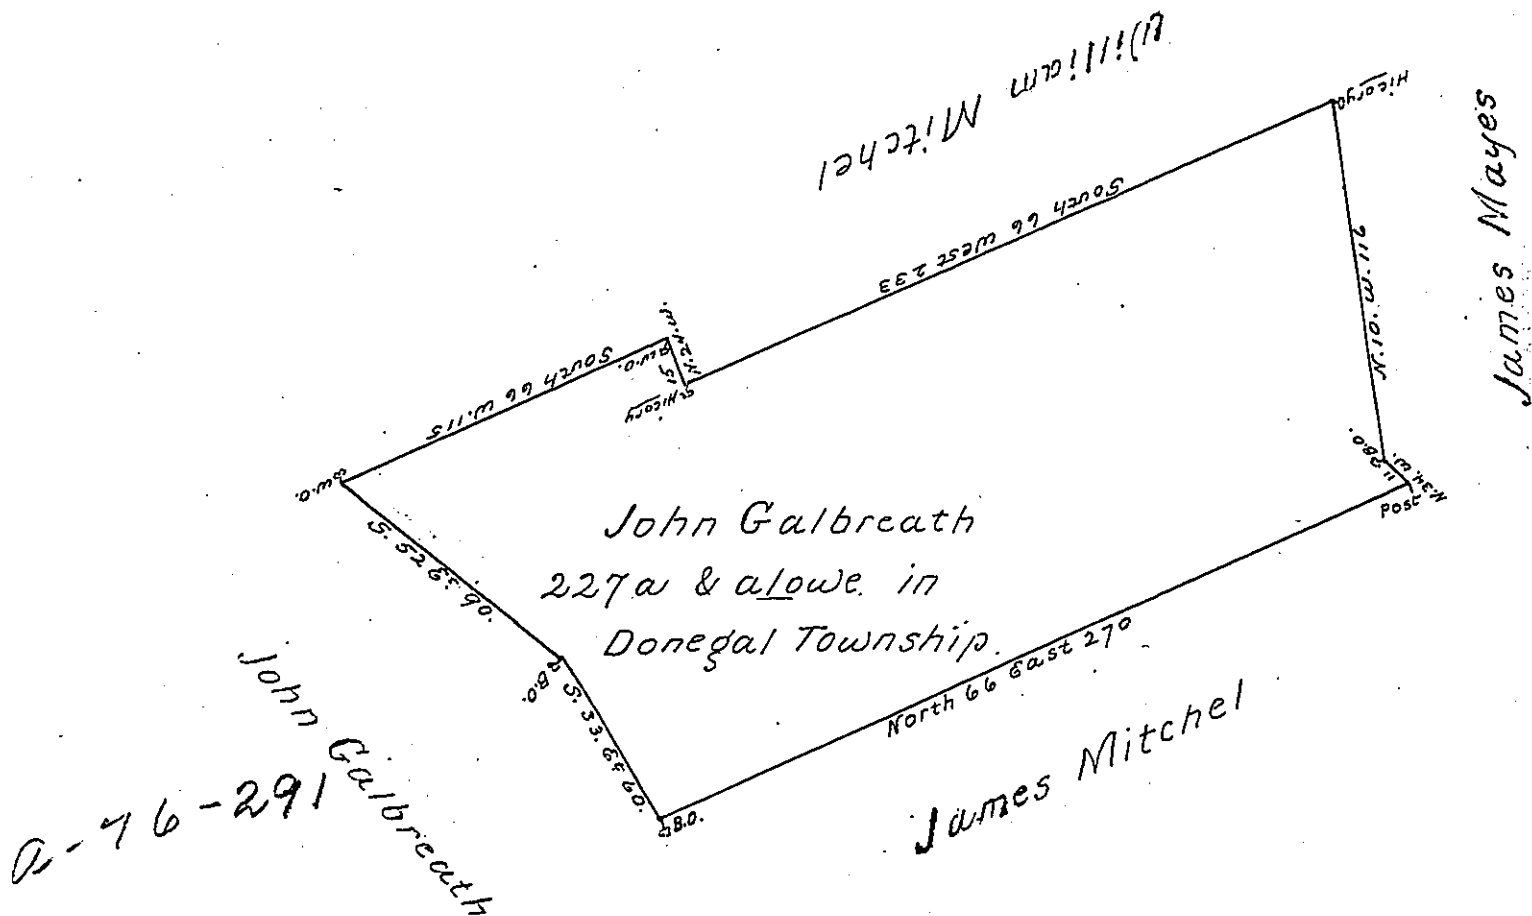 William Mitchel
Hicory
James Mayes
South 66 West 233
N. 10. W. 116
N. 24. W.
15
W.O.
Hicory
South 66 W. 115
W.O.
B.O.
11
N. 34. W.
Post
S. 52 E: 90.
John Galbreath
227a & alowe. in
Donegal Township.
B.O.
S. 33. E: 60.
North 66 East 270
B.O.
James Mitchel
John Galbreath
a-76-291